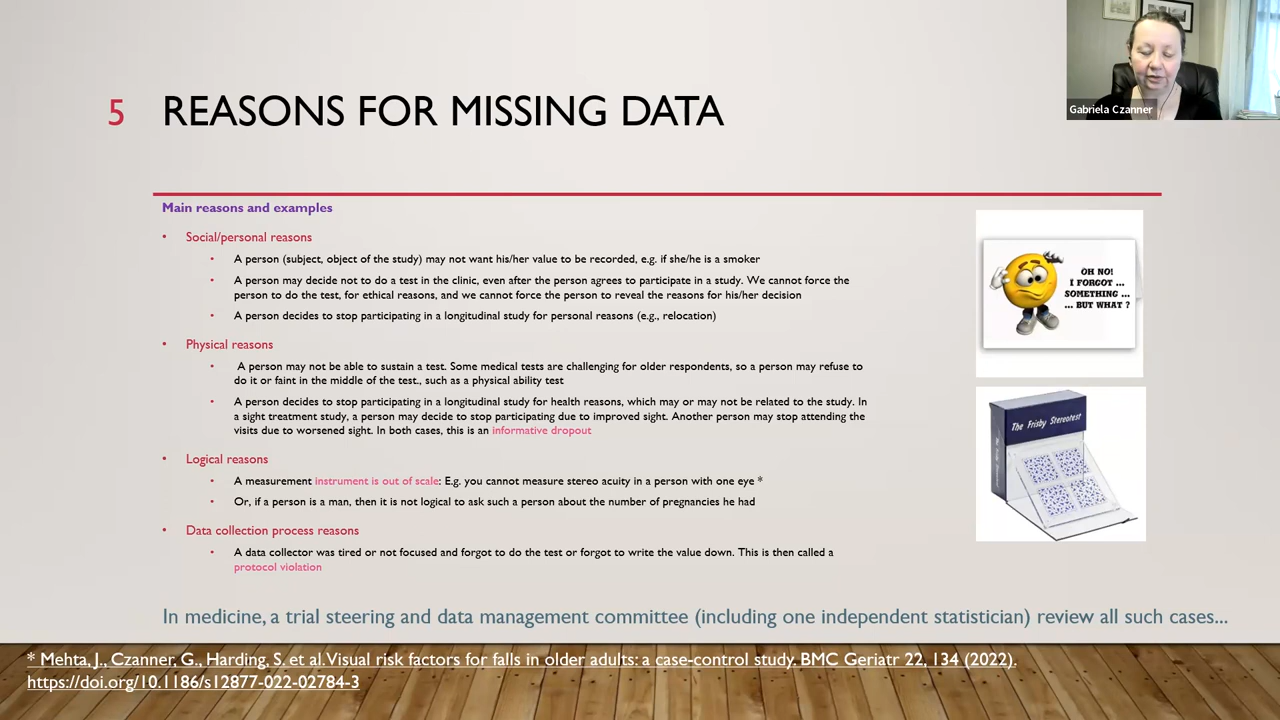 5 REASONS FOR MISSING DATA
Gabriela Czanner
Main reasons and examples
• Social/personal reasons
• A person (subject, object of the study) may not want his/her value to be recorded, e.g. if she/he is a smoker
• A person may decide not to do a test in the clinic, even after the person agrees to participate in a study. We cannot force the
person to do the test, for ethical reasons, and we cannot force the person to reveal the reasons for his/her decision
• A person decides to stop participating in a longitudinal study for personal reasons (e.g., relocation)
• Physical reasons
• A person may not be able to sustain a test. Some medical tests are challenging for older respondents, so a person may refuse to
do it or faint in the middle of the test., such as a physical ability test
• A person decides to stop participating in a longitudinal study for health reasons, which may or may not be related to the study. In
a sight treatment study, a person may decide to stop participating due to improved sight. Another person may stop attending the
visits due to worsened sight. In both cases, this is an informative dropout
• Logical reasons
• A measurement instrument is out of scale: E.g. you cannot measure stereo acuity in a person with one eye *
• Or, if a person is a man, then it is not logical to ask such a person about the number of pregnancies he had
• Data collection process reasons
• A data collector was tired or not focused and forgot to do the test or forgot to write the value down. This is then called a
protocol violation
OH NO!
I FORGOT ...
SOMETHING ...
... BUT WHAT ?
The Frisby Stereotest
In medicine, a trial steering and data management committee (including one independent statistician) review all such cases...
* Mehta, J., Czanner, G., Harding, S. et al. Visual risk factors for falls in older adults: a case-control study. BMC Geriatr 22, 134 (2022).
https://doi.org/10.1186/s12877-022-02784-3